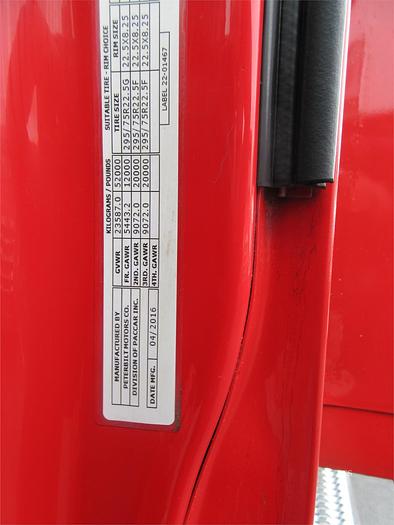 KILOGRAMS / POUNDS SUITABLE TIRE - RIM CHOICE
MANUFACTURED BY GVWR 23587.0 52000 TIRE SIZE RIM SIZE
PETERBILT MOTORS CO. FR. GAWR 5443.2 12000 295/75R22.5G 22.5X8.25
DIVISION OF PACCAR INC. 2ND. GAWR 9072.0 20000 295/75R22.5F 22.5X8.25
3RD. GAWR 9072.0 20000 295/75R22.5F 22.5X8.25
DATE MFG. 04/2016 4TH. GAWR
LABEL 22-01467